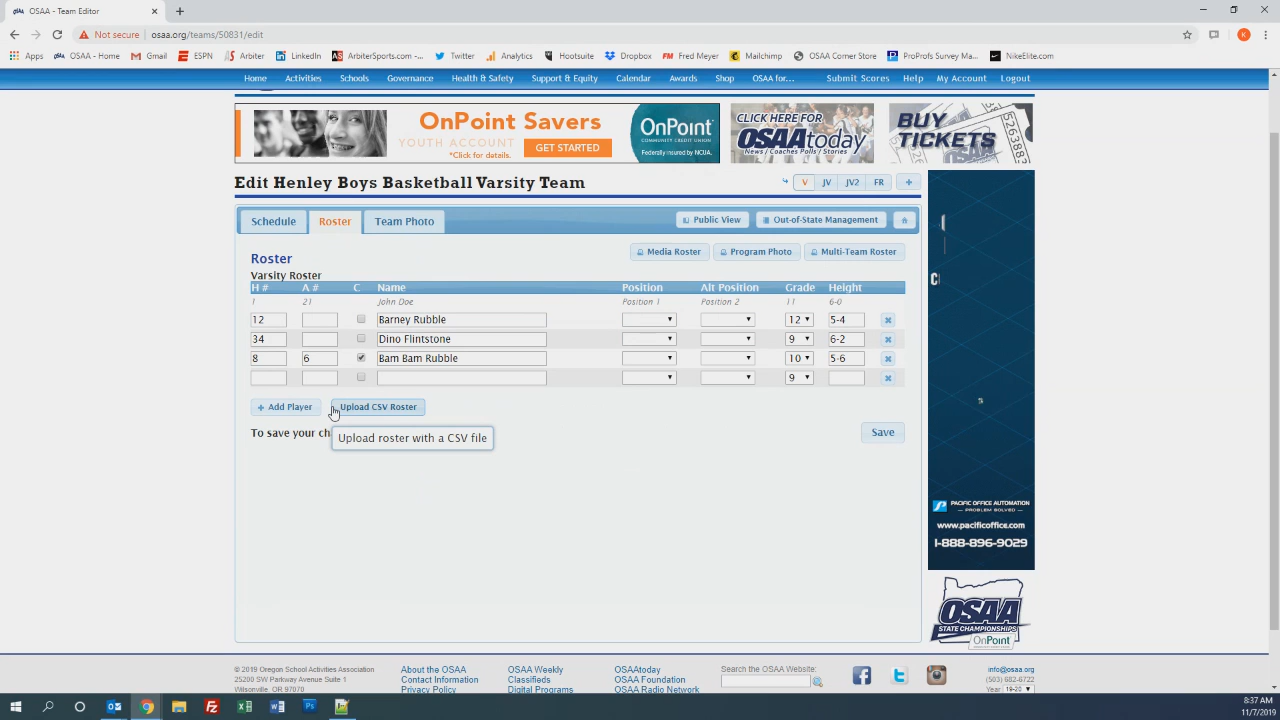 OSAA - Team Editor
Not secure | osaa.org/teams/50831/edit
K
Apps OSAA - Home Gmail ESPN Arbiter LinkedIn ArbiterSports.com -... Twitter Analytics Hootsuite Dropbox Fred Meyer Mailchimp OSAA Corner Store ProProfs Survey Ma... NikeElite.com
Home Activities Schools Governance Health & Safety Support & Equity Calendar Awards Shop OSAA for... Submit Scores Help My Account Logout
OnPoint Savers
YOUTH ACCOUNT
*Click for details.
GET STARTED
OnPoint
COMMUNITY CREDIT UNION
Federally insured by NCUA.
CLICK HERE FOR
OSAAtoday
News / Coaches Polls / Stories
BUY
TICKETS
Edit Henley Boys Basketball Varsity Team
V JV JV2 FR +
Schedule Roster Team Photo Public View Out-of-State Management
Media Roster Program Photo Multi-Team Roster
Roster
Varsity Roster
H # A # C Name Position Alt Position Grade Height
1 21 John Doe Position 1 Position 2 11 6-0
12 Barney Rubble 12 5-4
34 Dino Flintstone 9 6-2
8 6 Bam Bam Rubble 10 5-6
9
+ Add Player Upload CSV Roster
To save your ch
Upload roster with a CSV file
Save
PACIFIC OFFICE AUTOMATION
— PROBLEM SOLVED —
www.pacificoffice.com
1-888-896-9029
OSAA
STATE CHAMPIONSHIPS
OnPoint
© 2019 Oregon School Activities Association
25200 SW Parkway Avenue Suite 1
Wilsonville, OR 97070
About the OSAA
Contact Information
Privacy Policy
OSAA Weekly
Classifieds
Digital Programs
OSAAtoday
OSAA Foundation
OSAA Radio Network
Search the OSAA Website:
info@osaa.org
(503) 682-6722
Year: 19-20
8:37 AM
11/7/2019